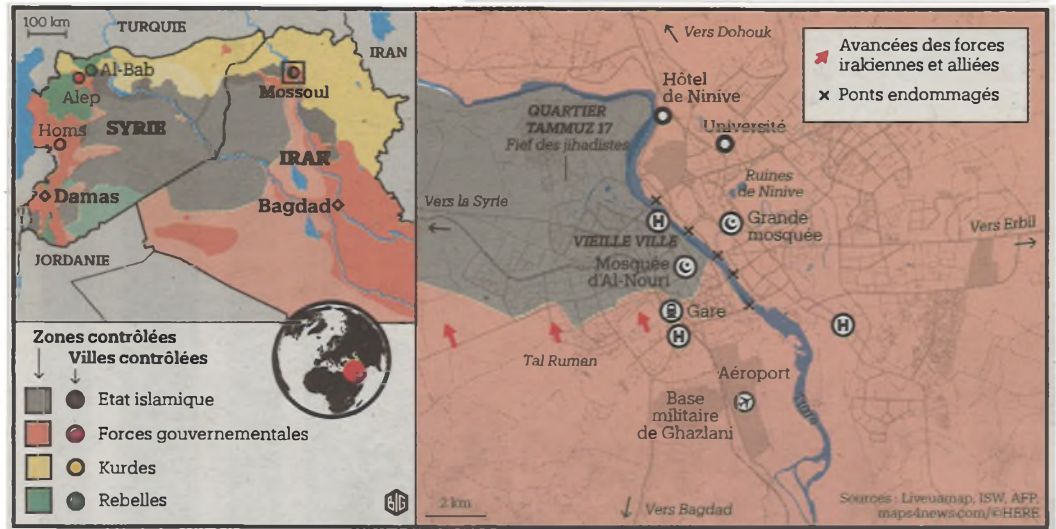 100 km
TURQUIE
IRAN
Al-Bab
Alep
Mossoul
Homs
SYRIE
IRAK
Damas
Bagdad
JORDANIE
Zones contrôlées
Villes contrôlées
Etat islamique
Forces gouvernementales
Kurdes
Rebelles
BIG
Vers Dohouk
Avancées des forces
irakiennes et alliées
Ponts endommagés
Hôtel
de Ninive
QUARTIER
TAMMUZ 17
Fief des jihadistes
Université
Ruines
de Ninive
Vers la Syrie
H
Grande
mosquée
Vers Erbil
VIEILLE VILLE
Mosquée
d'Al-Nouri
Gare
H
H
Tal Ruman
Aéroport
Base
militaire
de Ghazlani
Tigre
2 km
Vers Bagdad
Sources : Liveuamap, ISW, AFP,
maps4news.com/©HERE